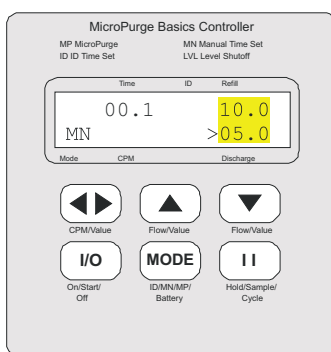 MicroPurge Basics Controller
MP MicroPurge MN Manual Time Set
ID ID Time Set LVL Level Shutoff
Time ID Refill
00.1 10.0
MN >05.0
Mode CPM Discharge
CPM/Value Flow/Value Flow/Value
I/O MODE I I
On/Start/ ID/MN/MP/ Hold/Sample/
Off Battery Cycle